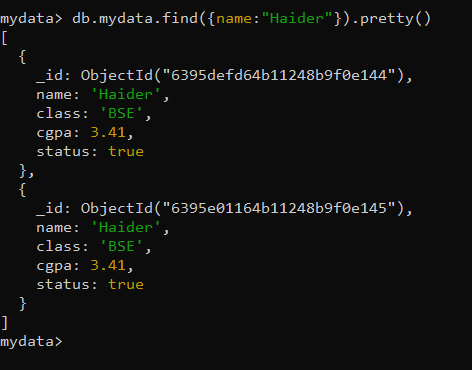 mydata> db.mydata.find({name:"Haider"}).pretty()
[
  {
    _id: ObjectId("6395defd64b11248b9f0e144"),
    name: 'Haider',
    class: 'BSE',
    cgpa: 3.41,
    status: true
  },
  {
    _id: ObjectId("6395e01164b11248b9f0e145"),
    name: 'Haider',
    class: 'BSE',
    cgpa: 3.41,
    status: true
  }
]
mydata>